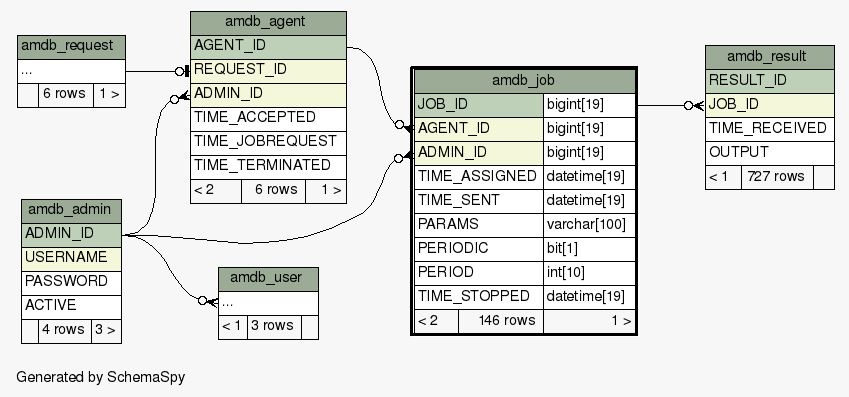 amdb_request
...
6 rows 1 >
amdb_agent
AGENT_ID
REQUEST_ID
ADMIN_ID
TIME_ACCEPTED
TIME_JOBREQUEST
TIME_TERMINATED
< 2 6 rows 1 >
amdb_admin
ADMIN_ID
USERNAME
PASSWORD
ACTIVE
4 rows 3 >
amdb_user
...
< 1 3 rows
amdb_job
JOB_ID bigint[19]
AGENT_ID bigint[19]
ADMIN_ID bigint[19]
TIME_ASSIGNED datetime[19]
TIME_SENT datetime[19]
PARAMS varchar[100]
PERIODIC bit[1]
PERIOD int[10]
TIME_STOPPED datetime[19]
< 2 146 rows 1 >
amdb_result
RESULT_ID
JOB_ID
TIME_RECEIVED
OUTPUT
< 1 727 rows
Generated by SchemaSpy